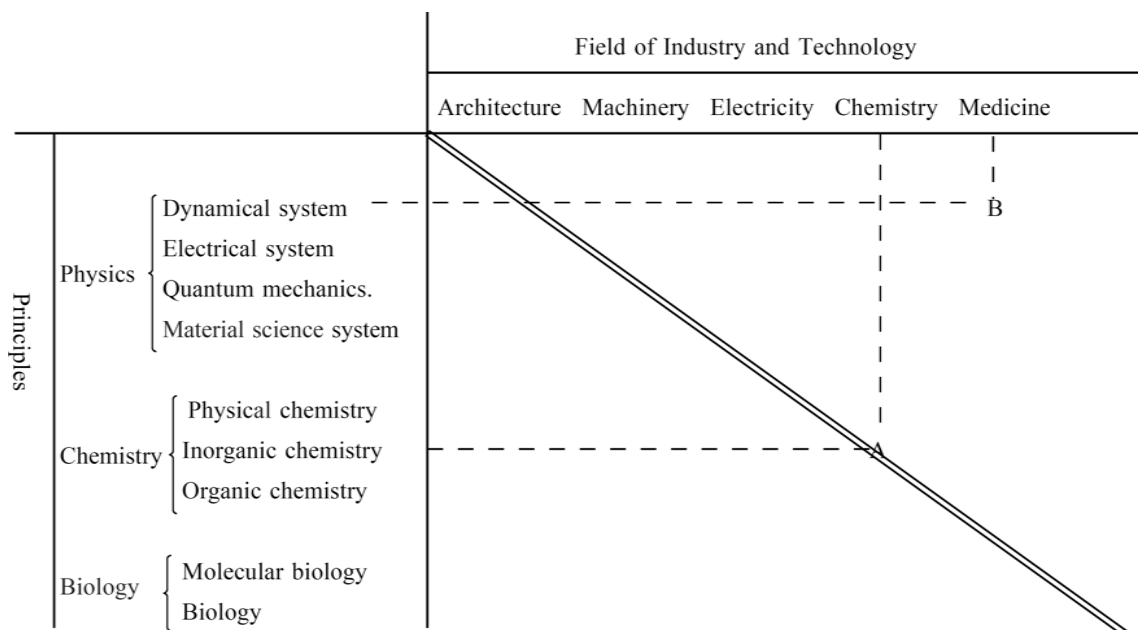 Field of Industry and Technology
Architecture Machinery Electricity Chemistry Medicine
Principles
Physics
Dynamical system
Electrical system
Quantum mechanics.
Material science system
B
Chemistry
Physical chemistry
Inorganic chemistry
Organic chemistry
A
Biology
Molecular biology
Biology